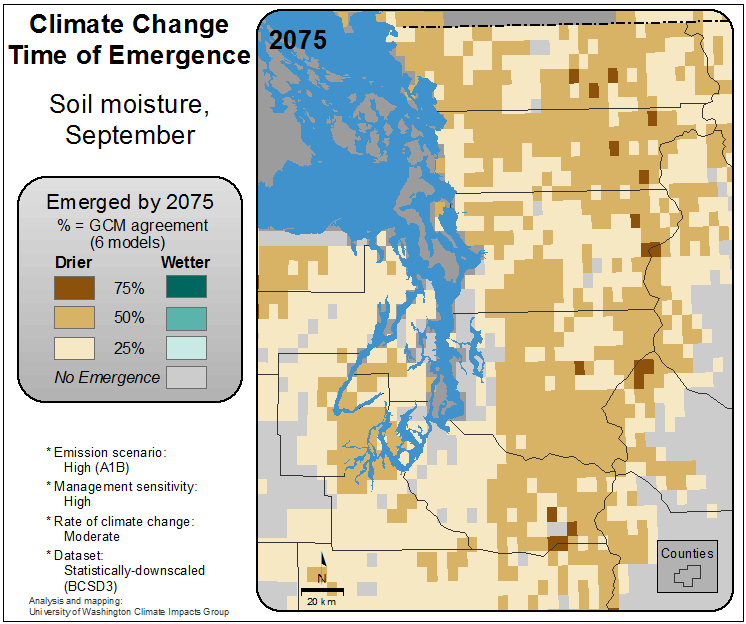 Climate Change
Time of Emergence
Soil moisture,
September
Emerged by 2075
% = GCM agreement
(6 models)
Drier Wetter
75%
50%
25%
No Emergence
* Emission scenario:
High (A1B)
* Management sensitivity:
High
* Rate of climate change:
Moderate
* Dataset:
Statistically-downscaled
(BCSD3)
Analysis and mapping:
University of Washington Climate Impacts Group
2075
N
20 km
Counties